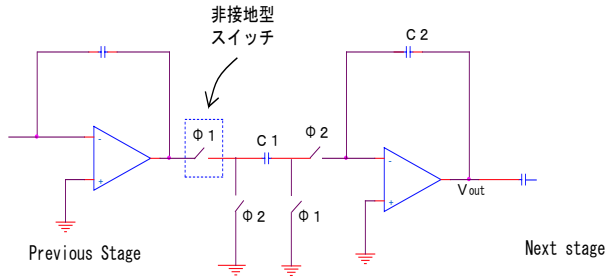 非接地型
スイッチ
C2
Φ1
C1
Φ2
-
+
Φ2
Φ1
-
+
Vout
Previous Stage
Next stage